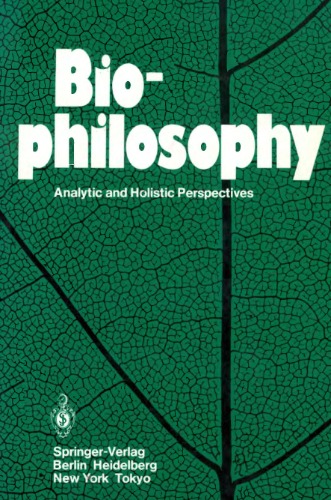 Bio-
philosophy
Analytic and Holistic Perspectives
Springer-Verlag
Berlin Heidelberg
New York Tokyo